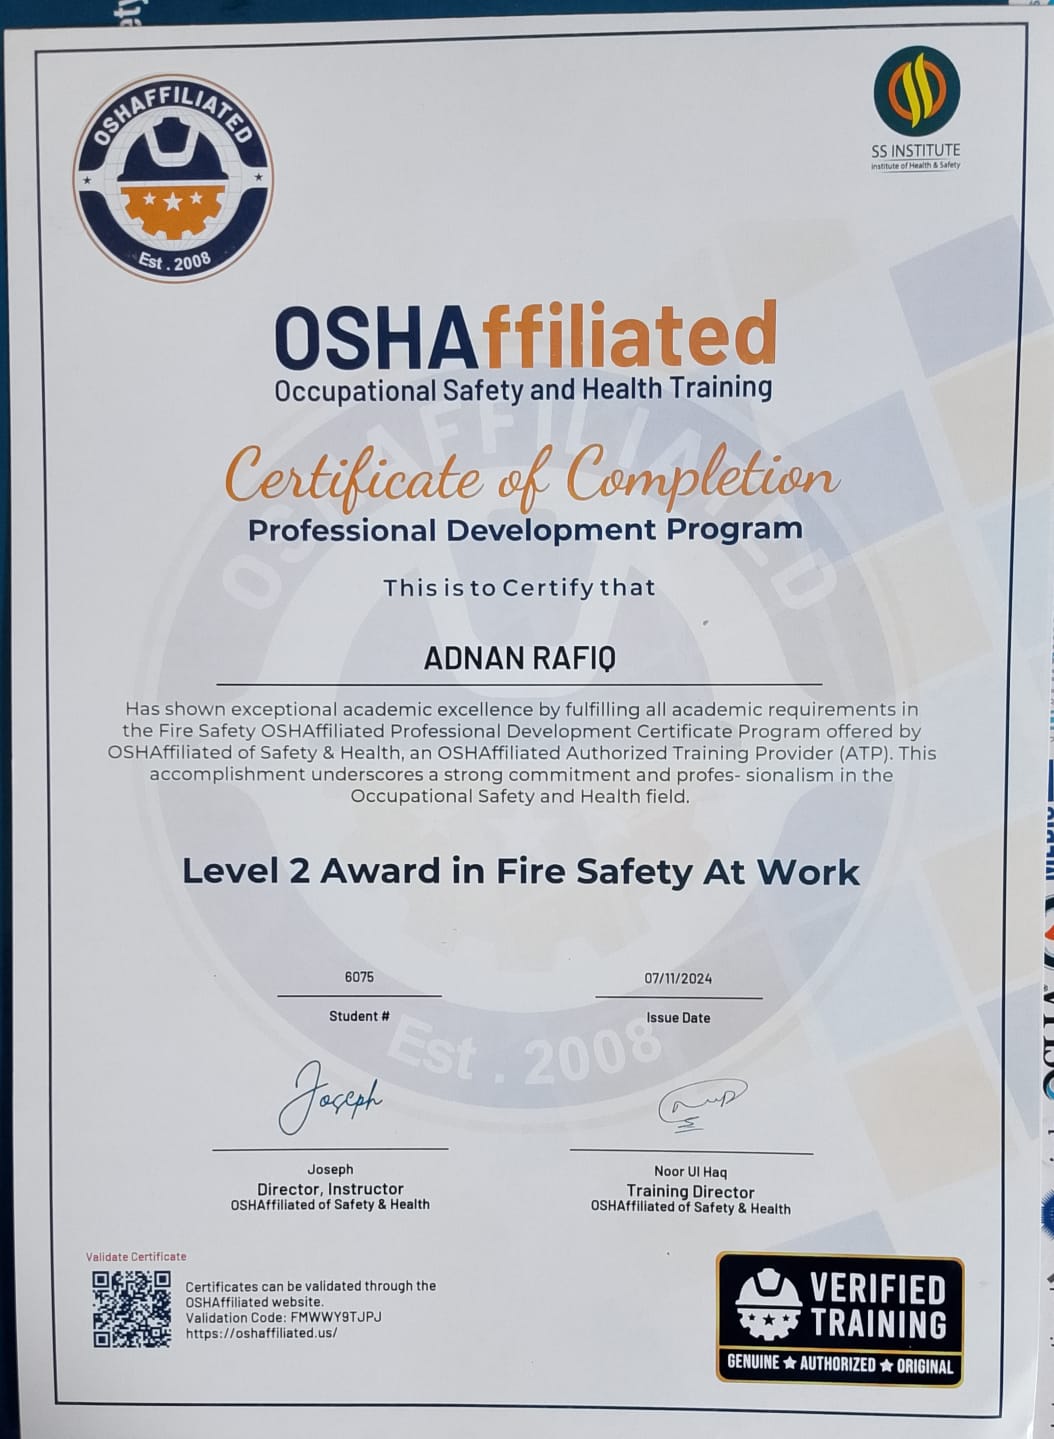 OSHAFFILIATED
Est . 2008
SS INSTITUTE
Institute of Health & Safety
OSHAffiliated
Occupational Safety and Health Training
Certificate of Completion
Professional Development Program
This is to Certify that
ADNAN RAFIQ
Has shown exceptional academic excellence by fulfilling all academic requirements in
the Fire Safety OSHAffiliated Professional Development Certificate Program offered by
OSHAffiliated of Safety & Health, an OSHAffiliated Authorized Training Provider (ATP). This
accomplishment underscores a strong commitment and profes- sionalism in the
Occupational Safety and Health field.
Level 2 Award in Fire Safety At Work
OSHAFFILIATED
Est . 2008
6075
07/11/2024
Student #
Issue Date
Joseph
Joseph
Noor Ul Haq
Director, Instructor
Training Director
OSHAffiliated of Safety & Health
OSHAffiliated of Safety & Health
Validate Certificate
Certificates can be validated through the
OSHAffiliated website.
Validation Code: FMWWY9TJPJ
https://oshaffiliated.us/
VERIFIED
TRAINING
GENUINE ★ AUTHORIZED ★ ORIGINAL